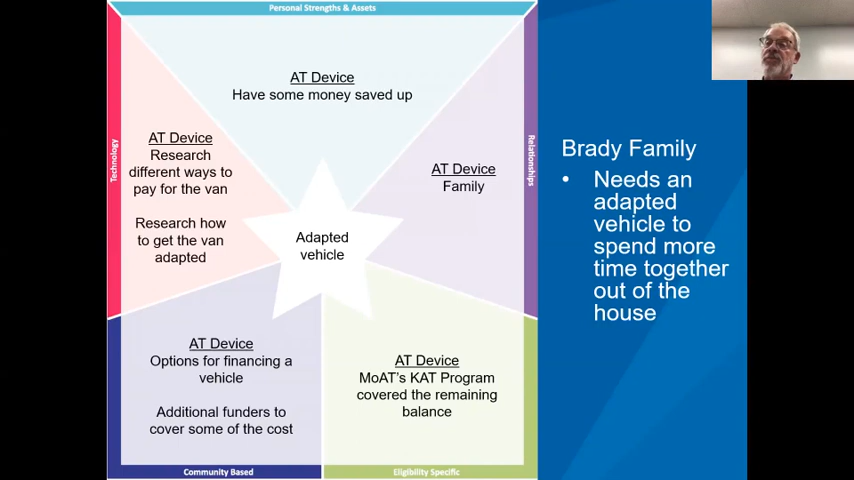 Personal Strengths & Assets
AT Device
Have some money saved up
Technology
AT Device
Research
different ways to
pay for the van
Research how
to get the van
adapted
Relationships
AT Device
Family
Adapted
vehicle
AT Device
Options for financing a
vehicle
Additional funders to
cover some of the cost
Community Based
AT Device
MoAT's KAT Program
covered the remaining
balance
Eligibility Specific
Brady Family
• Needs an
adapted
vehicle to
spend more
time together
out of the
house